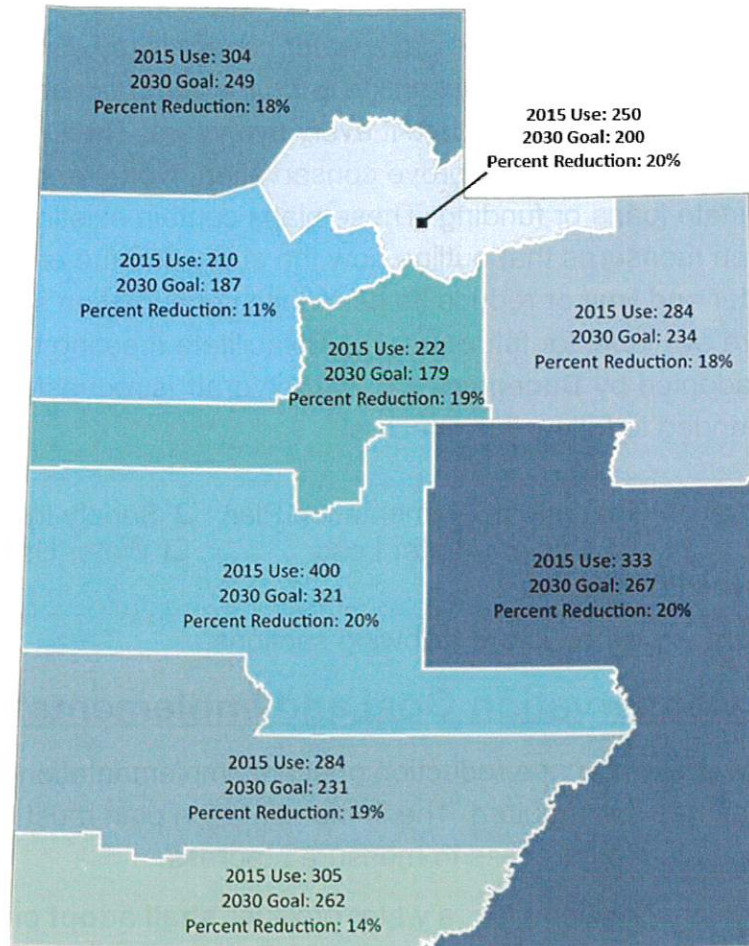 2015 Use: 304
2030 Goal: 249
Percent Reduction: 18%
2015 Use: 250
2030 Goal: 200
Percent Reduction: 20%
2015 Use: 210
2030 Goal: 187
Percent Reduction: 11%
2015 Use: 222
2030 Goal: 179
Percent Reduction: 19%
2015 Use: 284
2030 Goal: 234
Percent Reduction: 18%
2015 Use: 400
2030 Goal: 321
Percent Reduction: 20%
2015 Use: 333
2030 Goal: 267
Percent Reduction: 20%
2015 Use: 284
2030 Goal: 231
Percent Reduction: 19%
2015 Use: 305
2030 Goal: 262
Percent Reduction: 14%